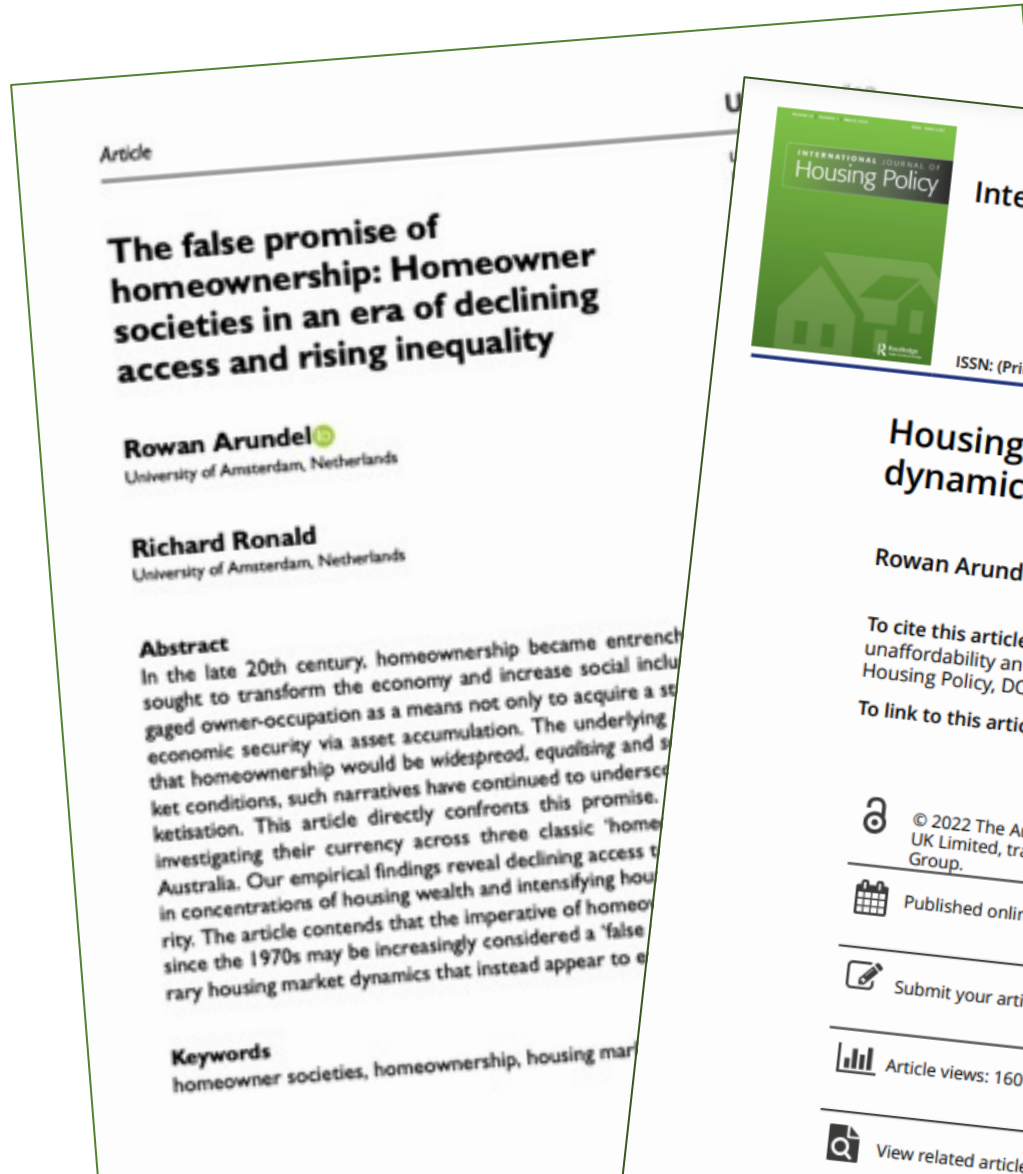 Article
The false promise of
homeownership: Homeowner
societies in an era of declining
access and rising inequality
Rowan Arundel
University of Amsterdam, Netherlands
Richard Ronald
University of Amsterdam, Netherlands
Abstract
In the late 20th century, homeownership became entrench
sought to transform the economy and increase social inclu
gaged owner-occupation as a means not only to acquire a st
economic security via asset accumulation. The underlying
that homeownership would be widespread, equalising and s
ket conditions, such narratives have continued to undersco
ketisation. This article directly confronts this promise.
investigating their currency across three classic 'home
Australia. Our empirical findings reveal declining access t
in concentrations of housing wealth and intensifying hou
rity. The article contends that the imperative of homeow
since the 1970s may be increasingly considered a 'false
rary housing market dynamics that instead appear to e
Keywords
homeowner societies, homeownership, housing mar
INTERNATIONAL JOURNAL OF
Housing Policy
Routledge
Inte
ISSN: (Pri
Housing
dynamic
Rowan Arund
To cite this article
unaffordability an
Housing Policy, DO
To link to this artic
© 2022 The A
UK Limited, tra
Group.
Published onlin
Submit your arti
Article views: 160
View related article